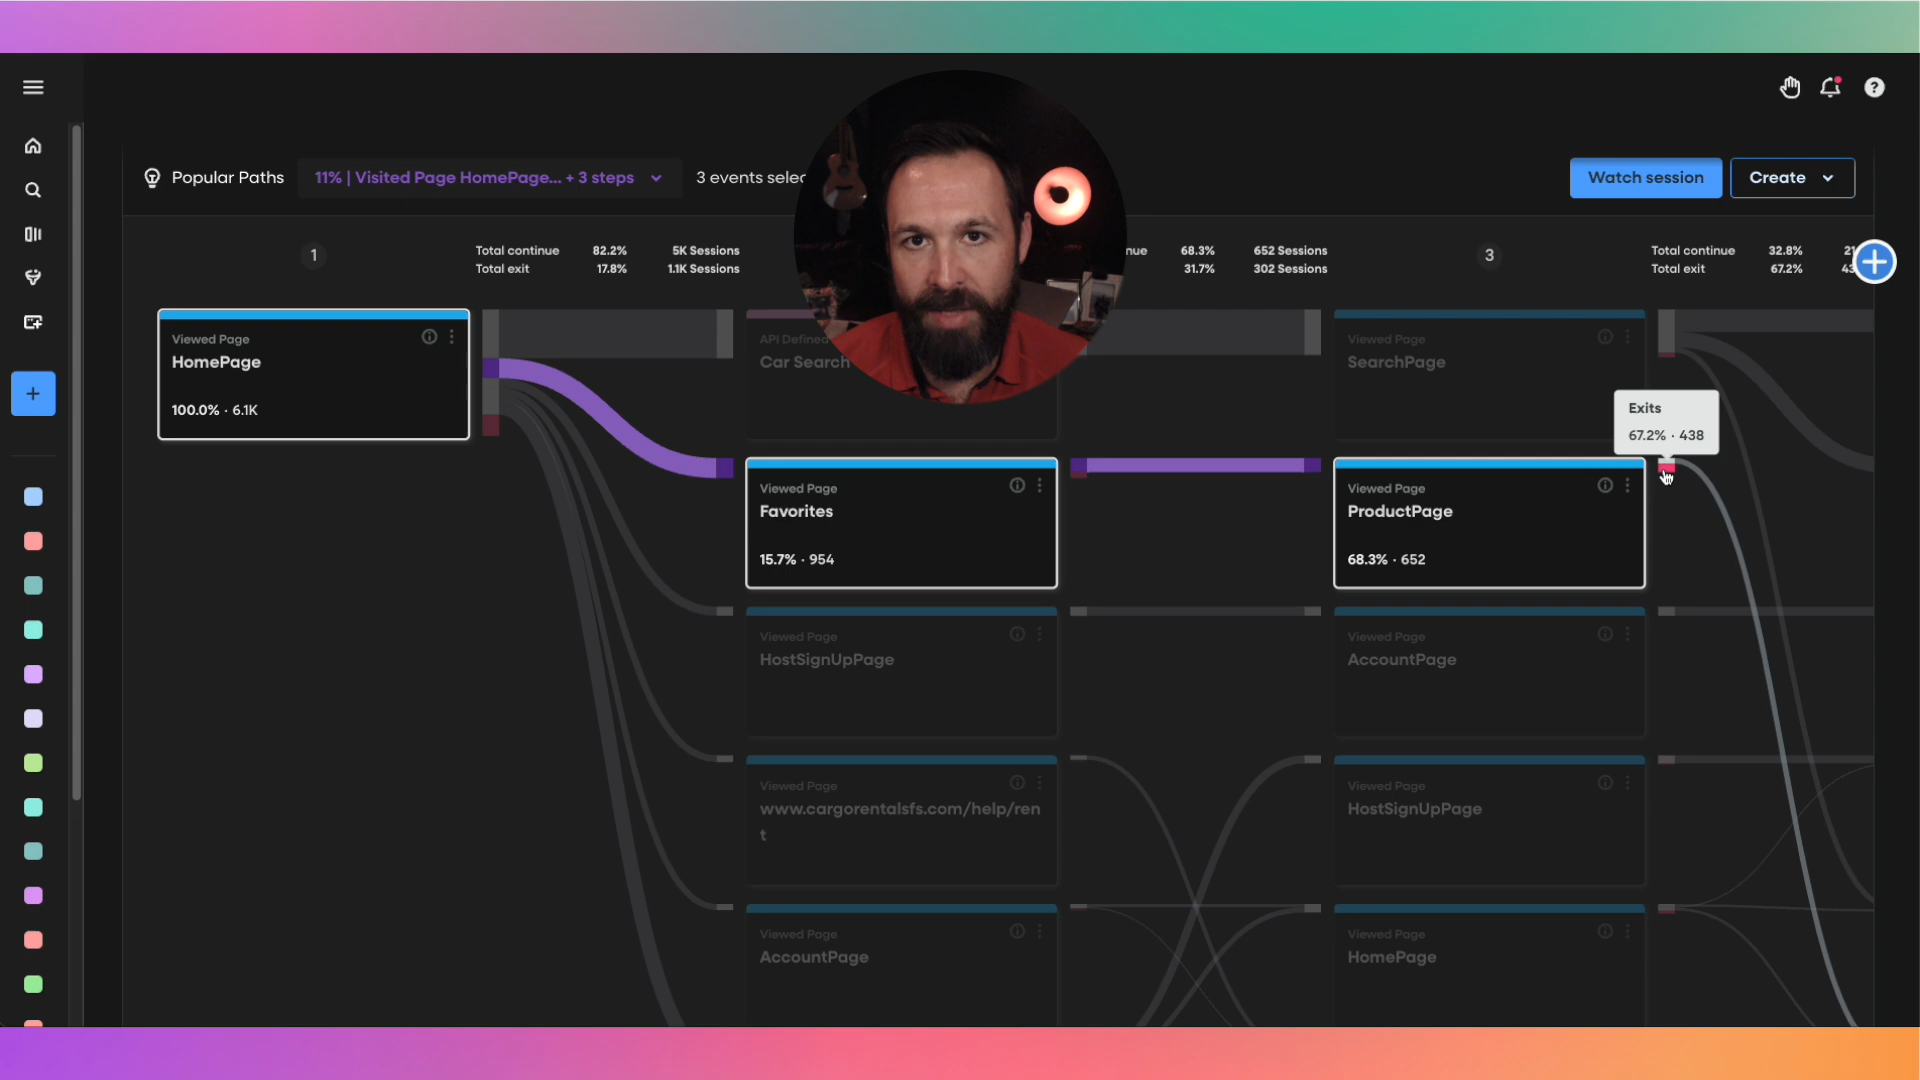 Popular Paths
11% | Visited Page HomePage... + 3 steps
3 events selec
Watch session
Create
1
Total continue 82.2% 5K Sessions
Total exit 17.8% 1.1K Sessions
nue 68.3% 652 Sessions
31.7% 302 Sessions
3
Total continue 32.8% 21
Total exit 67.2% 43
Viewed Page
HomePage
100.0% · 6.1K
API Defined
Car Search
Viewed Page
SearchPage
Exits
67.2% · 438
Viewed Page
Favorites
15.7% · 954
Viewed Page
ProductPage
68.3% · 652
Viewed Page
HostSignUpPage
Viewed Page
AccountPage
Viewed Page
www.cargorentalsfs.com/help/ren
t
Viewed Page
HostSignUpPage
Viewed Page
AccountPage
Viewed Page
HomePage